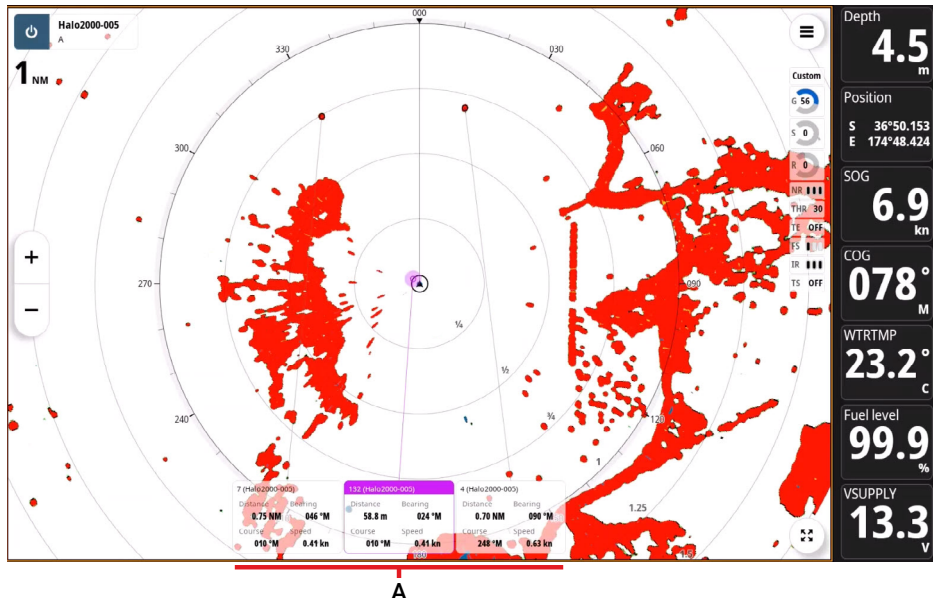 Halo2000-005
A
1 NM
000
030
060
090
120
180
240
270
300
330
¼
½
¾
1
1.25
1.5
+
−
Custom
G 56
S 0
R 0
NR
THR 30
TE OFF
FS
IR
TS OFF
7 (Halo2000-005)
Distance Bearing
0.75 NM 046 °M
Course Speed
010 °M 0.41 kn
132 (Halo2000-005)
Distance Bearing
58.8 m 024 °M
Course Speed
010 °M 0.41 kn
4 (Halo2000-005)
Distance Bearing
0.70 NM 090 °M
Course Speed
248 °M 0.63 kn
A
Depth
4.5
m
Position
S 36°50.153
E 174°48.424
SOG
6.9
kn
COG
078°
M
WTRTMP
23.2°
C
Fuel level
99.9
%
VSUPPLY
13.3
V